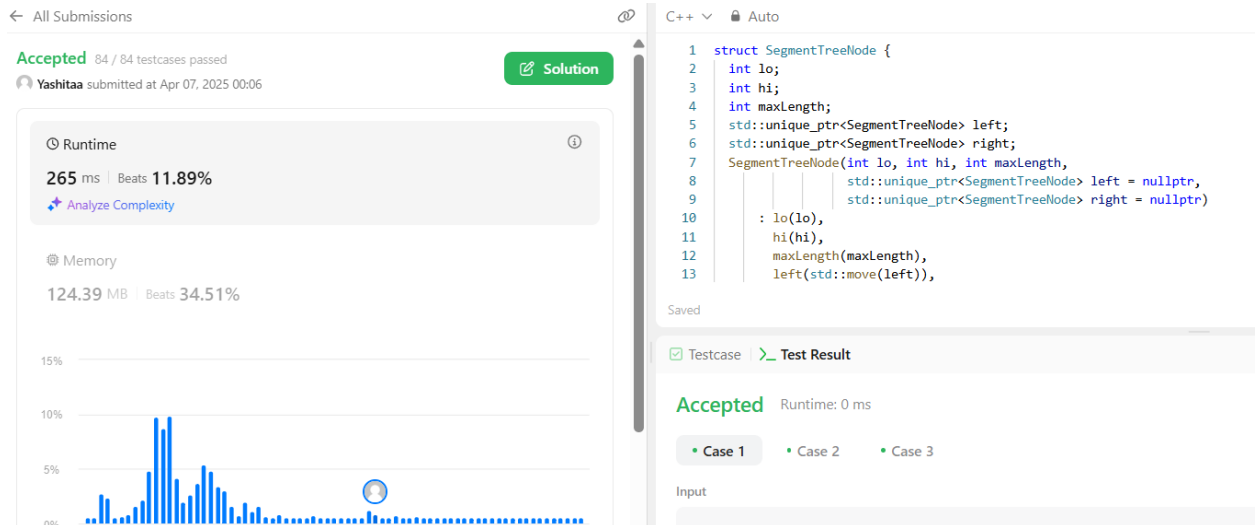 ← All Submissions
Accepted 84 / 84 testcases passed
Yashitaa submitted at Apr 07, 2025 00:06
Solution
Runtime
265 ms | Beats 11.89%
Analyze Complexity
Memory
124.39 MB | Beats 34.51%
15%
10%
5%
0%
C++ Auto
1 struct SegmentTreeNode {
2 int lo;
3 int hi;
4 int maxLength;
5 std::unique_ptr<SegmentTreeNode> left;
6 std::unique_ptr<SegmentTreeNode> right;
7 SegmentTreeNode(int lo, int hi, int maxLength,
8 std::unique_ptr<SegmentTreeNode> left = nullptr,
9 std::unique_ptr<SegmentTreeNode> right = nullptr)
10 : lo(lo),
11 hi(hi),
12 maxLength(maxLength),
13 left(std::move(left)),
Saved
Testcase | Test Result
Accepted Runtime: 0 ms
• Case 1 • Case 2 • Case 3
Input